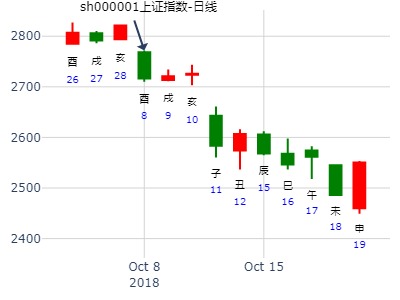 sh000001上证指数-日线
2800
2700
2600
2500
2400
酉
26
戌
27
亥
28
酉
8
戌
9
亥
10
子
11
丑
12
辰
15
巳
16
午
17
未
18
申
19
Oct 8
2018
Oct 15